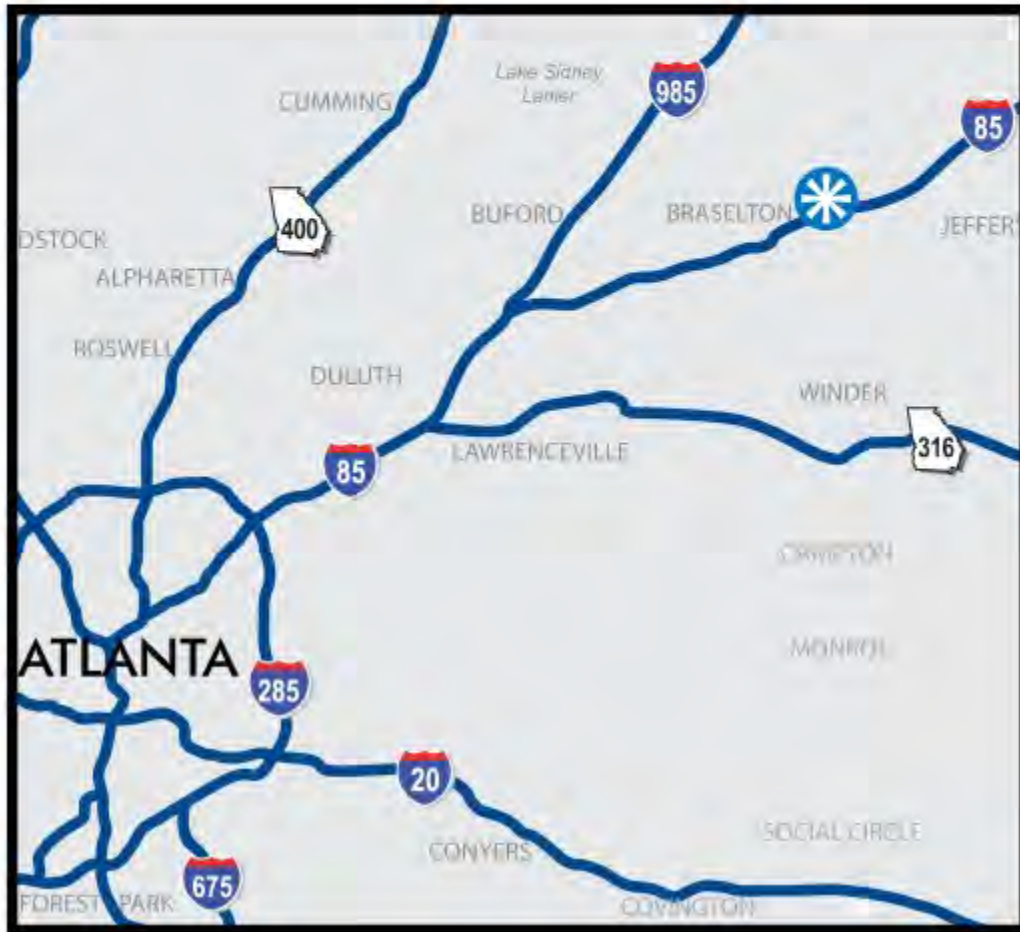 Lake Sidney
Lanier
985
CUMMING
85
400
BUFORD
BRASELTON
JEFFERS
DSTOCK
ALPHARETTA
ROSWELL
DULUTH
WINDER
316
LAWRENCEVILLE
85
ATLANTA
285
20
SOCIAL CIRCLE
CONYERS
675
FOREST PARK
COVINGTON